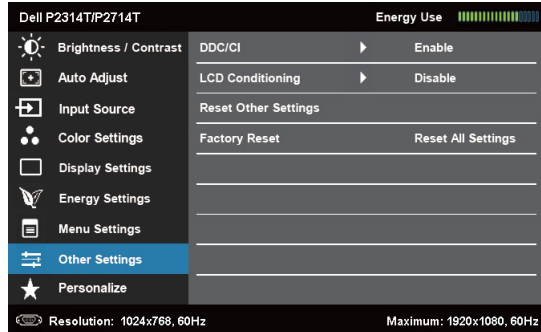 Dell P2314T/P2714T Energy Use
Brightness / Contrast DDC/CI Enable
Auto Adjust LCD Conditioning Disable
Input Source Reset Other Settings
Color Settings Factory Reset Reset All Settings
Display Settings
Energy Settings
Menu Settings
Other Settings
Personalize
Resolution: 1024x768, 60Hz Maximum: 1920x1080, 60Hz